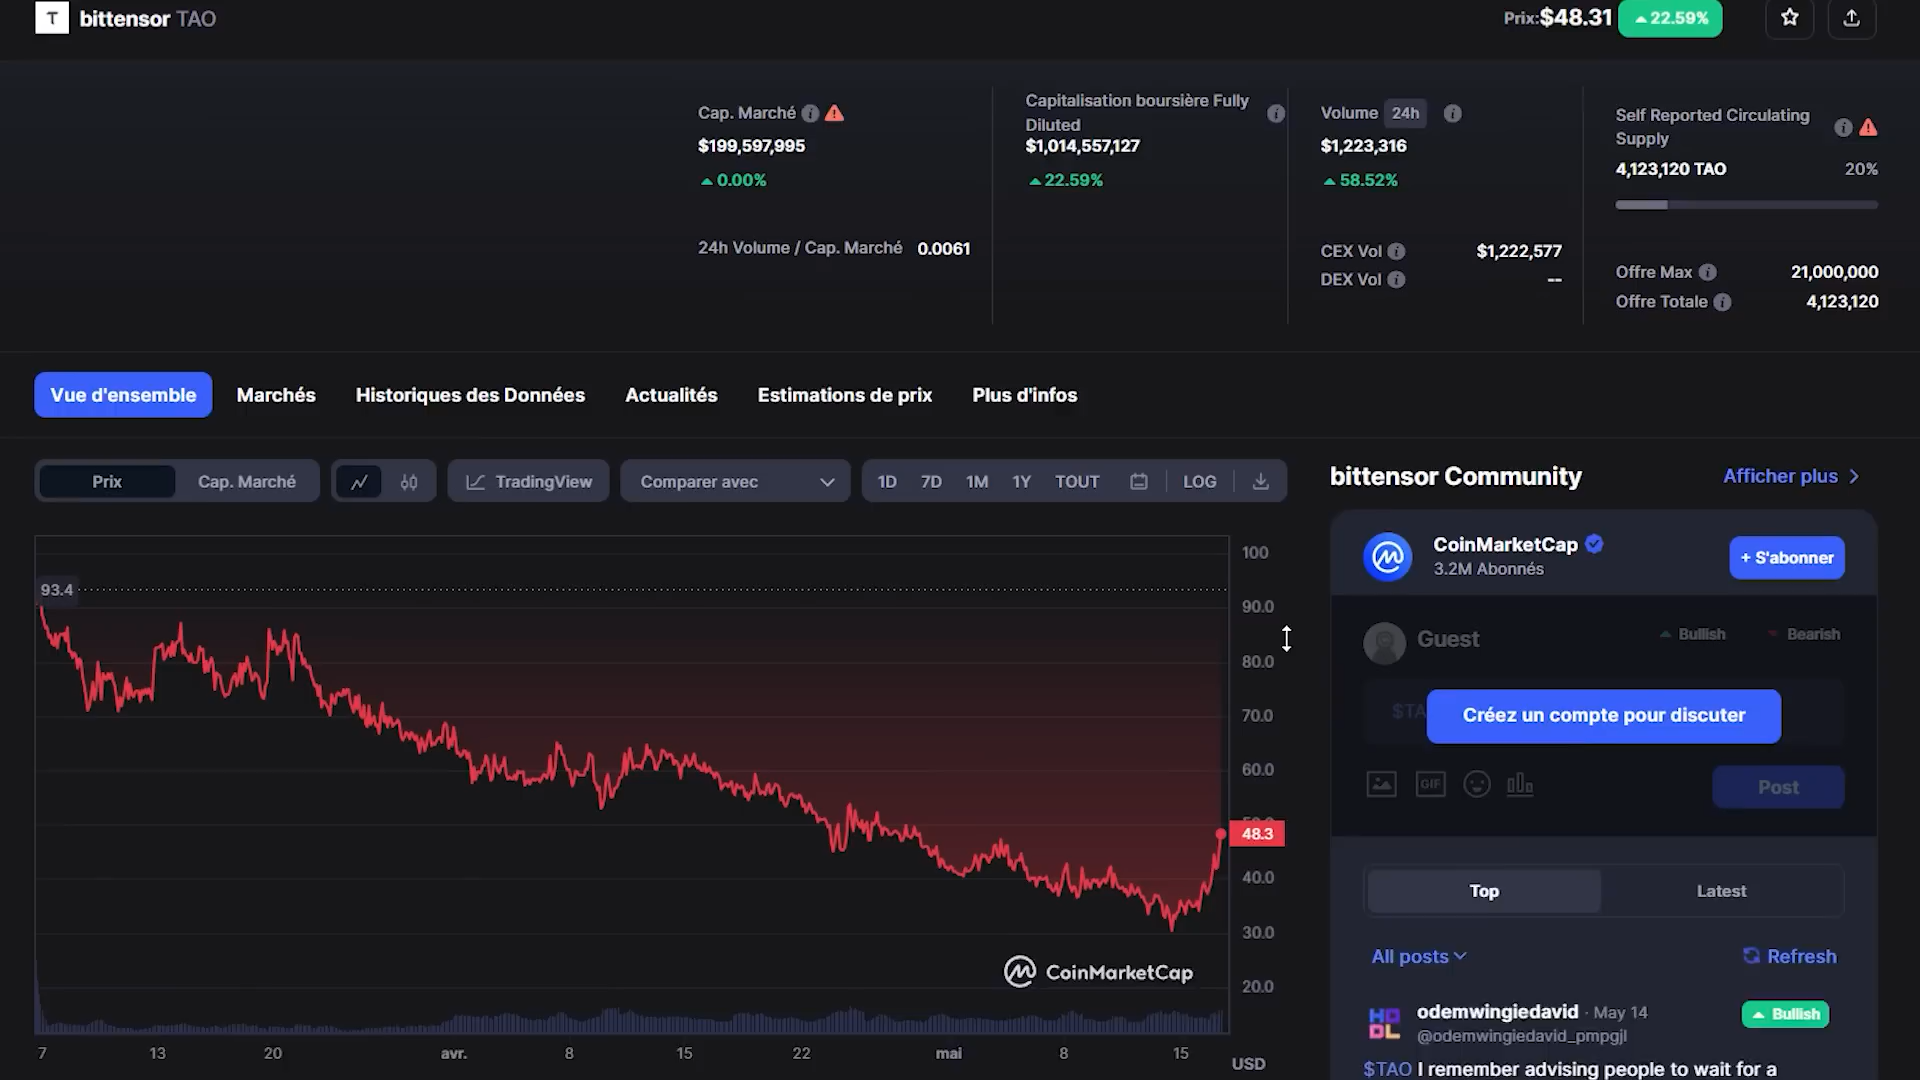 T bittensor TAO
Prix:$48.31 22.59%
Cap. Marché
$199,597,995
0.00%
24h Volume / Cap. Marché 0.0061
Capitalisation boursière Fully
Diluted
$1,014,557,127
22.59%
Volume 24h
$1,223,316
58.52%
CEX Vol $1,222,577
DEX Vol --
Self Reported Circulating
Supply
4,123,120 TAO 20%
Offre Max 21,000,000
Offre Totale 4,123,120
Vue d'ensemble Marchés Historiques des Données Actualités Estimations de prix Plus d'infos
Prix Cap. Marché TradingView Comparer avec 1D 7D 1M 1Y TOUT LOG
93.4
100
90.0
80.0
70.0
60.0
48.3
40.0
30.0
20.0
CoinMarketCap
7 13 20 avr. 8 15 22 mai 8 15 USD
bittensor Community Afficher plus
CoinMarketCap
3.2M Abonnés
+ S'abonner
Guest Bullish Bearish
$TA
Créez un compte pour discuter
GIF
Post
Top Latest
All posts Refresh
HODL
odemwingiedavid · May 14
Bullish
@odemwingiedavid_pmpgjl
$TAO I remember advising people to wait for a